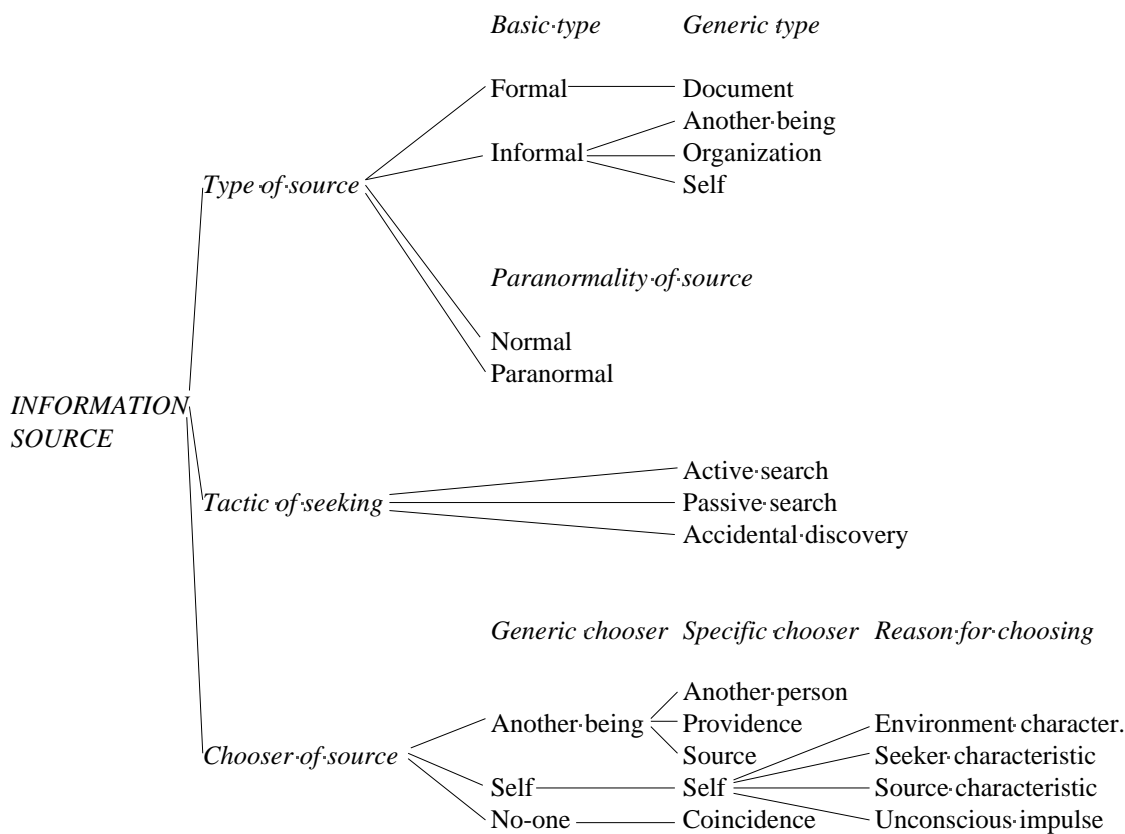 Basic type Generic type
Formal Document
Another being
Informal Organization
Type of source Self
Paranormality of source
Normal
Paranormal
INFORMATION
SOURCE
Active search
Tactic of seeking Passive search
Accidental discovery
Generic chooser Specific chooser Reason for choosing
Another person
Another being Providence Environment character.
Chooser of source Source Seeker characteristic
Self Self Source characteristic
No-one Coincidence Unconscious impulse